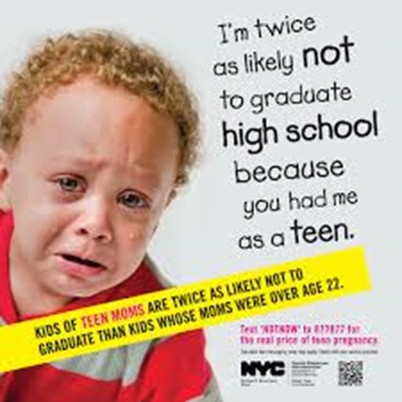 I'm twice
as likely not
to graduate
high school
because
you had me
as a teen.
KIDS OF TEEN MOMS ARE TWICE AS LIKELY NOT TO
GRADUATE THAN KIDS WHOSE MOMS WERE OVER AGE 22.
Text 'NOTNOW' to 877877 for
the real price of teen pregnancy.
NYC